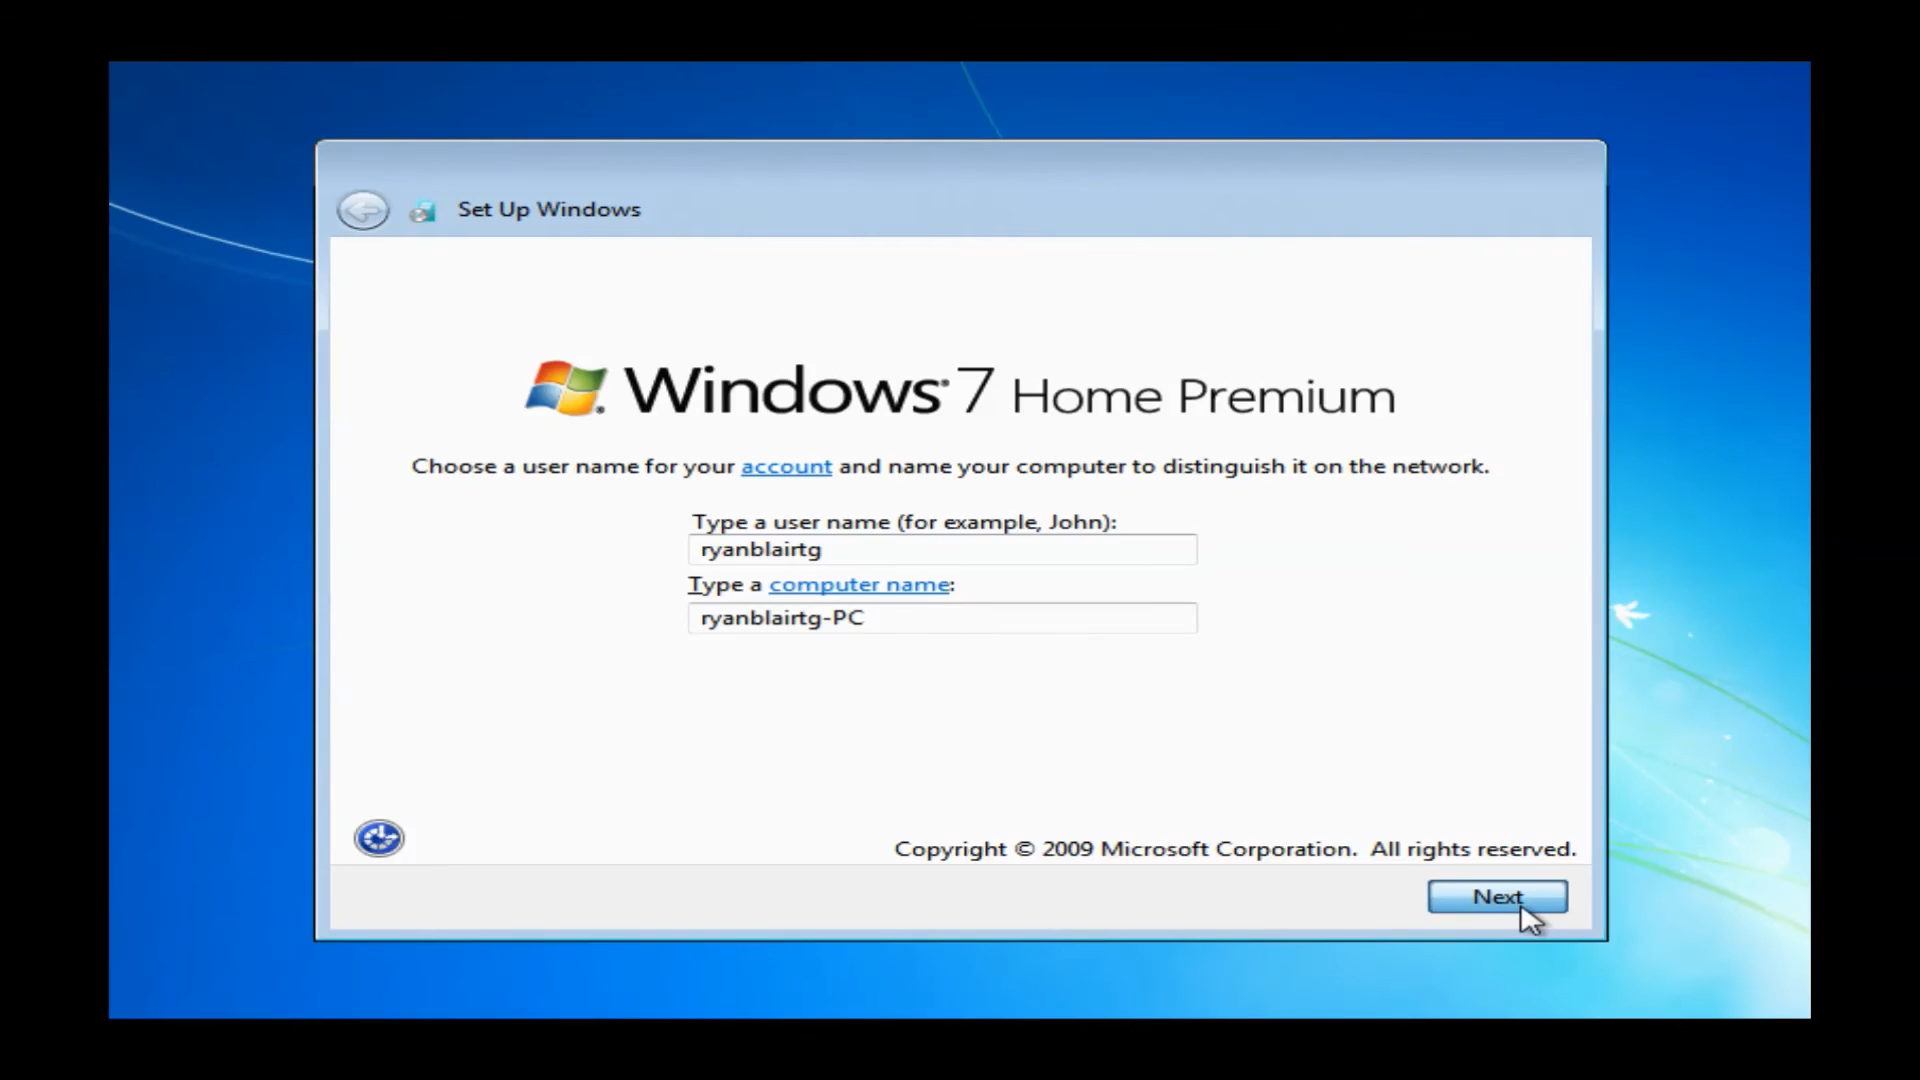 Set Up Windows
Windows® 7 Home Premium
Choose a user name for your account and name your computer to distinguish it on the network.
Type a user name (for example, John):
ryanblairtg
Type a computer name:
ryanblairtg-PC
Copyright © 2009 Microsoft Corporation. All rights reserved.
Next